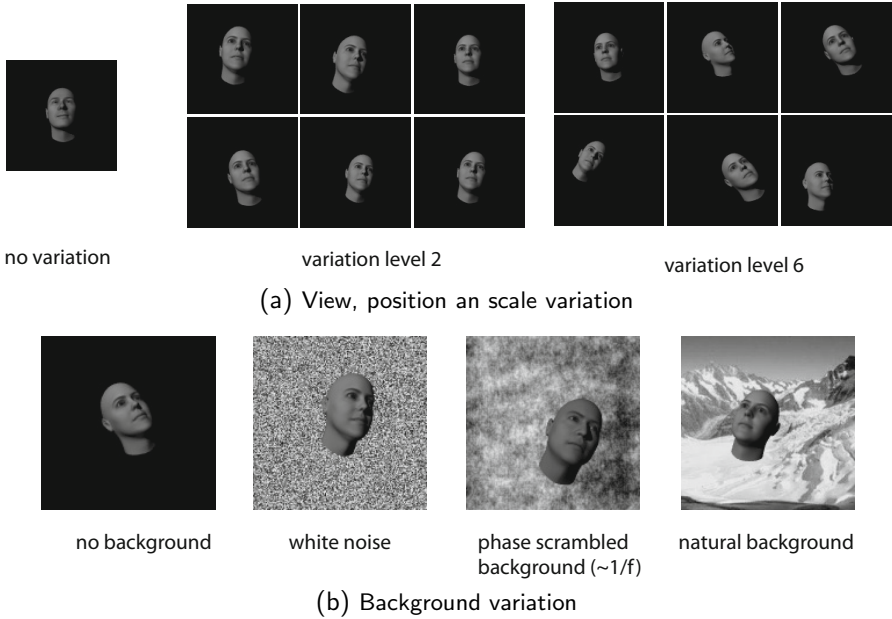 no variation
variation level 2
variation level 6
(a) View, position an scale variation
no background
white noise
phase scrambled
background (~1/f)
natural background
(b) Background variation